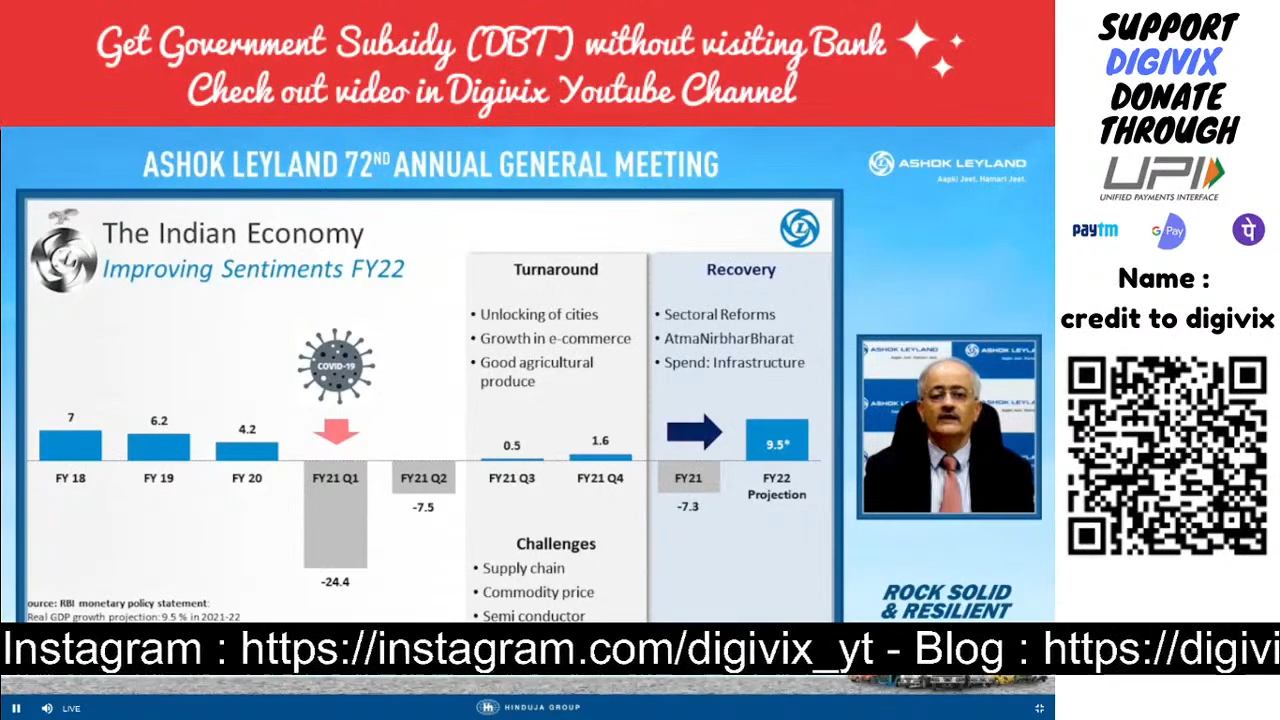 Get Government Subsidy (DBT) without visiting Bank
Check out video in Digivix Youtube Channel
SUPPORT
DIGIVIX
DONATE
THROUGH
UPI
UNIFIED PAYMENTS INTERFACE
paytm
G Pay
पे
Name :
credit to digivix
ASHOK LEYLAND 72ND ANNUAL GENERAL MEETING
ASHOK LEYLAND
Aapki Jeet. Hamari Jeet.
The Indian Economy
Improving Sentiments FY22
COVID-19
7
6.2
4.2
0.5
1.6
9.5*
FY 18
FY 19
FY 20
FY21 Q1
FY21 Q2
FY21 Q3
FY21 Q4
FY21
FY22
Projection
-24.4
-7.5
-7.3
Turnaround
• Unlocking of cities
• Growth in e-commerce
• Good agricultural
produce
Recovery
• Sectoral Reforms
• AtmaNirbharBharat
• Spend: Infrastructure
Challenges
• Supply chain
• Commodity price
• Semi conductor
ource: RBI monetary policy statement:
Real GDP growth projection: 9.5 % in 2021-22
ASHOK LEYLAND
ROCK SOLID
& RESILIENT
Instagram : https://instagram.com/digivix_yt - Blog : https://digivi
LIVE
HINDUJA GROUP